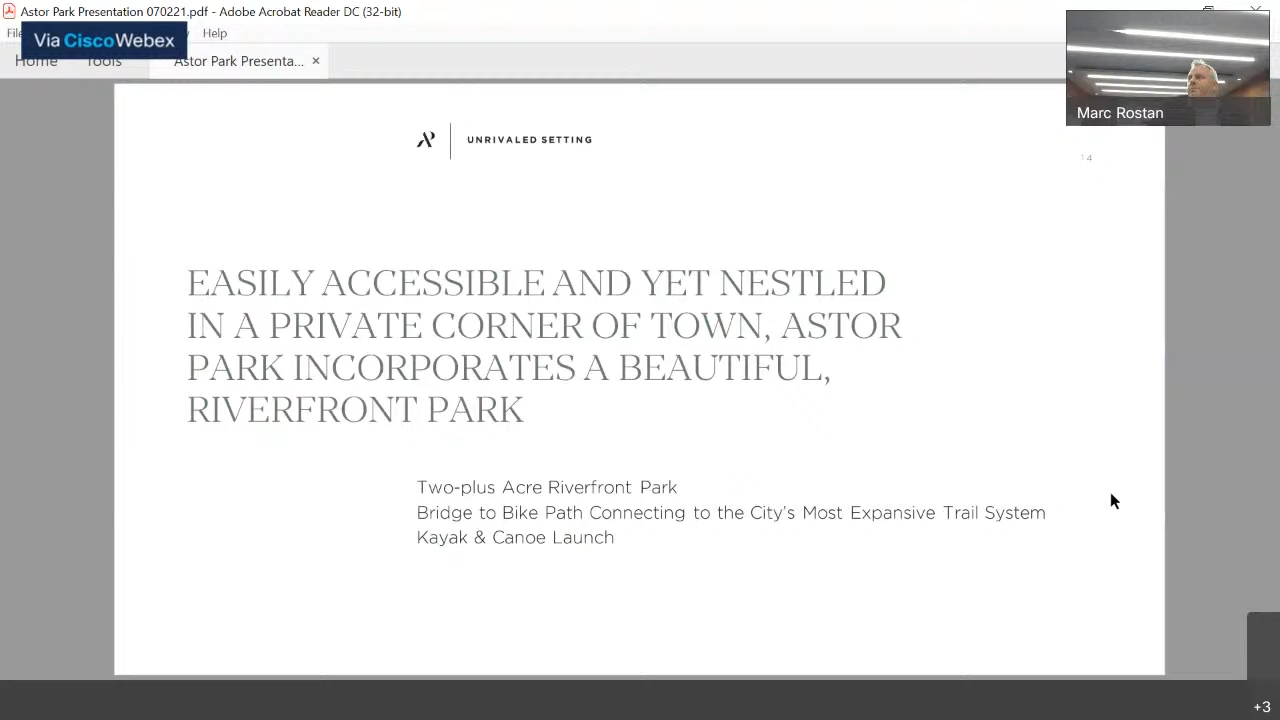 Astor Park Presentation 070221.pdf - Adobe Acrobat Reader DC (32-bit)
Help
Via CiscoWebex
Home Tools Astor Park Presenta... ×
Marc Rostan
UNRIVALED SETTING
14
EASILY ACCESSIBLE AND YET NESTLED
IN A PRIVATE CORNER OF TOWN, ASTOR
PARK INCORPORATES A BEAUTIFUL,
RIVERFRONT PARK
Two-plus Acre Riverfront Park
Bridge to Bike Path Connecting to the City's Most Expansive Trail System
Kayak & Canoe Launch
+3